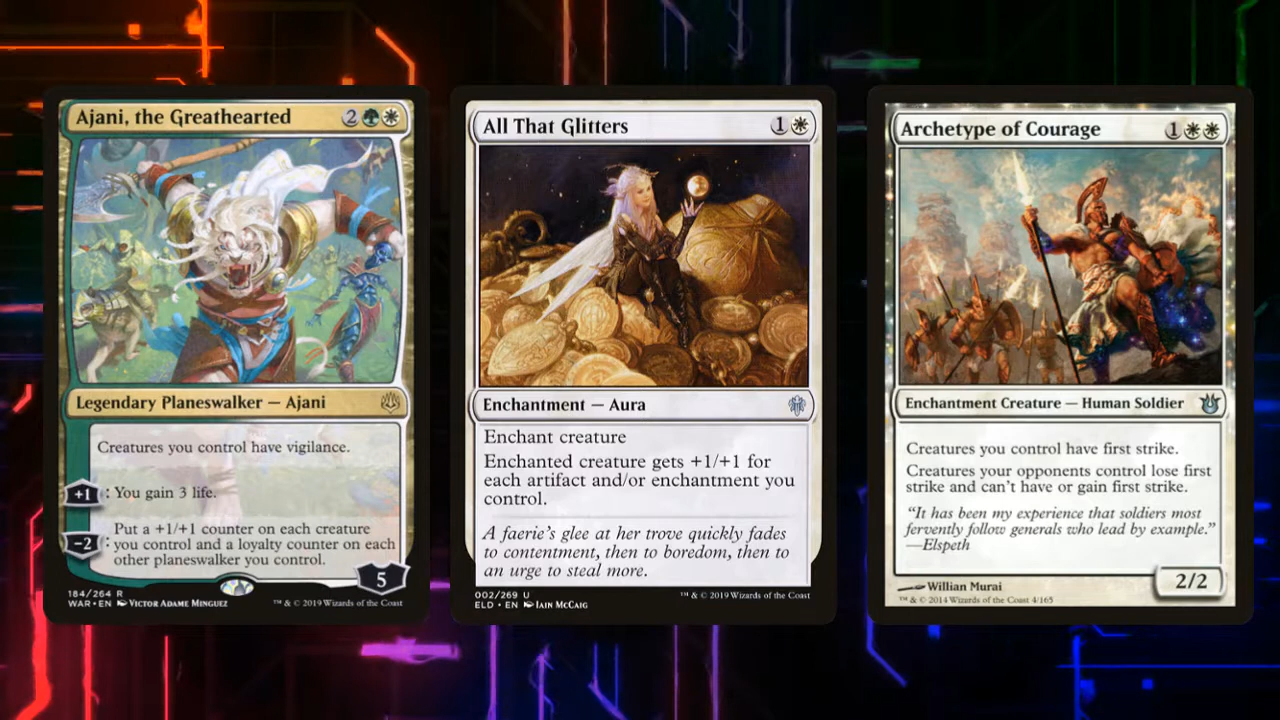 Ajani, the Greathearted 2
Legendary Planeswalker — Ajani
Creatures you control have vigilance.
+1 : You gain 3 life.
-2 : Put a +1/+1 counter on each creature
you control and a loyalty counter on each
other planeswalker you control.
5
184/264 R
WAR • EN Victor Adame Minguez
™ & © 2019 Wizards of the Coast
All That Glitters 1
Enchantment — Aura
Enchant creature
Enchanted creature gets +1/+1 for
each artifact and/or enchantment you
control.
A faerie's glee at her trove quickly fades
to contentment, then to boredom, then to
an urge to steal more.
002/269 U
ELD • EN Iain McCaig
™ & © 2019 Wizards of the Coast
Archetype of Courage 1
Enchantment Creature — Human Soldier
Creatures you control have first strike.
Creatures your opponents control lose first
strike and can't have or gain first strike.
"It has been my experience that soldiers most
fervently follow generals who lead by example."
—Elspeth
2/2
Willian Murai
™ & © 2014 Wizards of the Coast 4/165